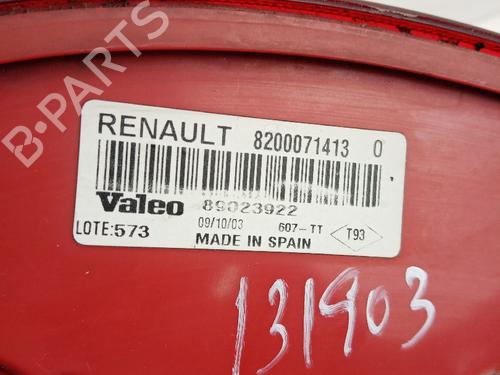 RENAULT 8200071413 0
Valeo 89023922
LOTE:573 09/10/03 607-TT T93
MADE IN SPAIN
131903
B-PARTS